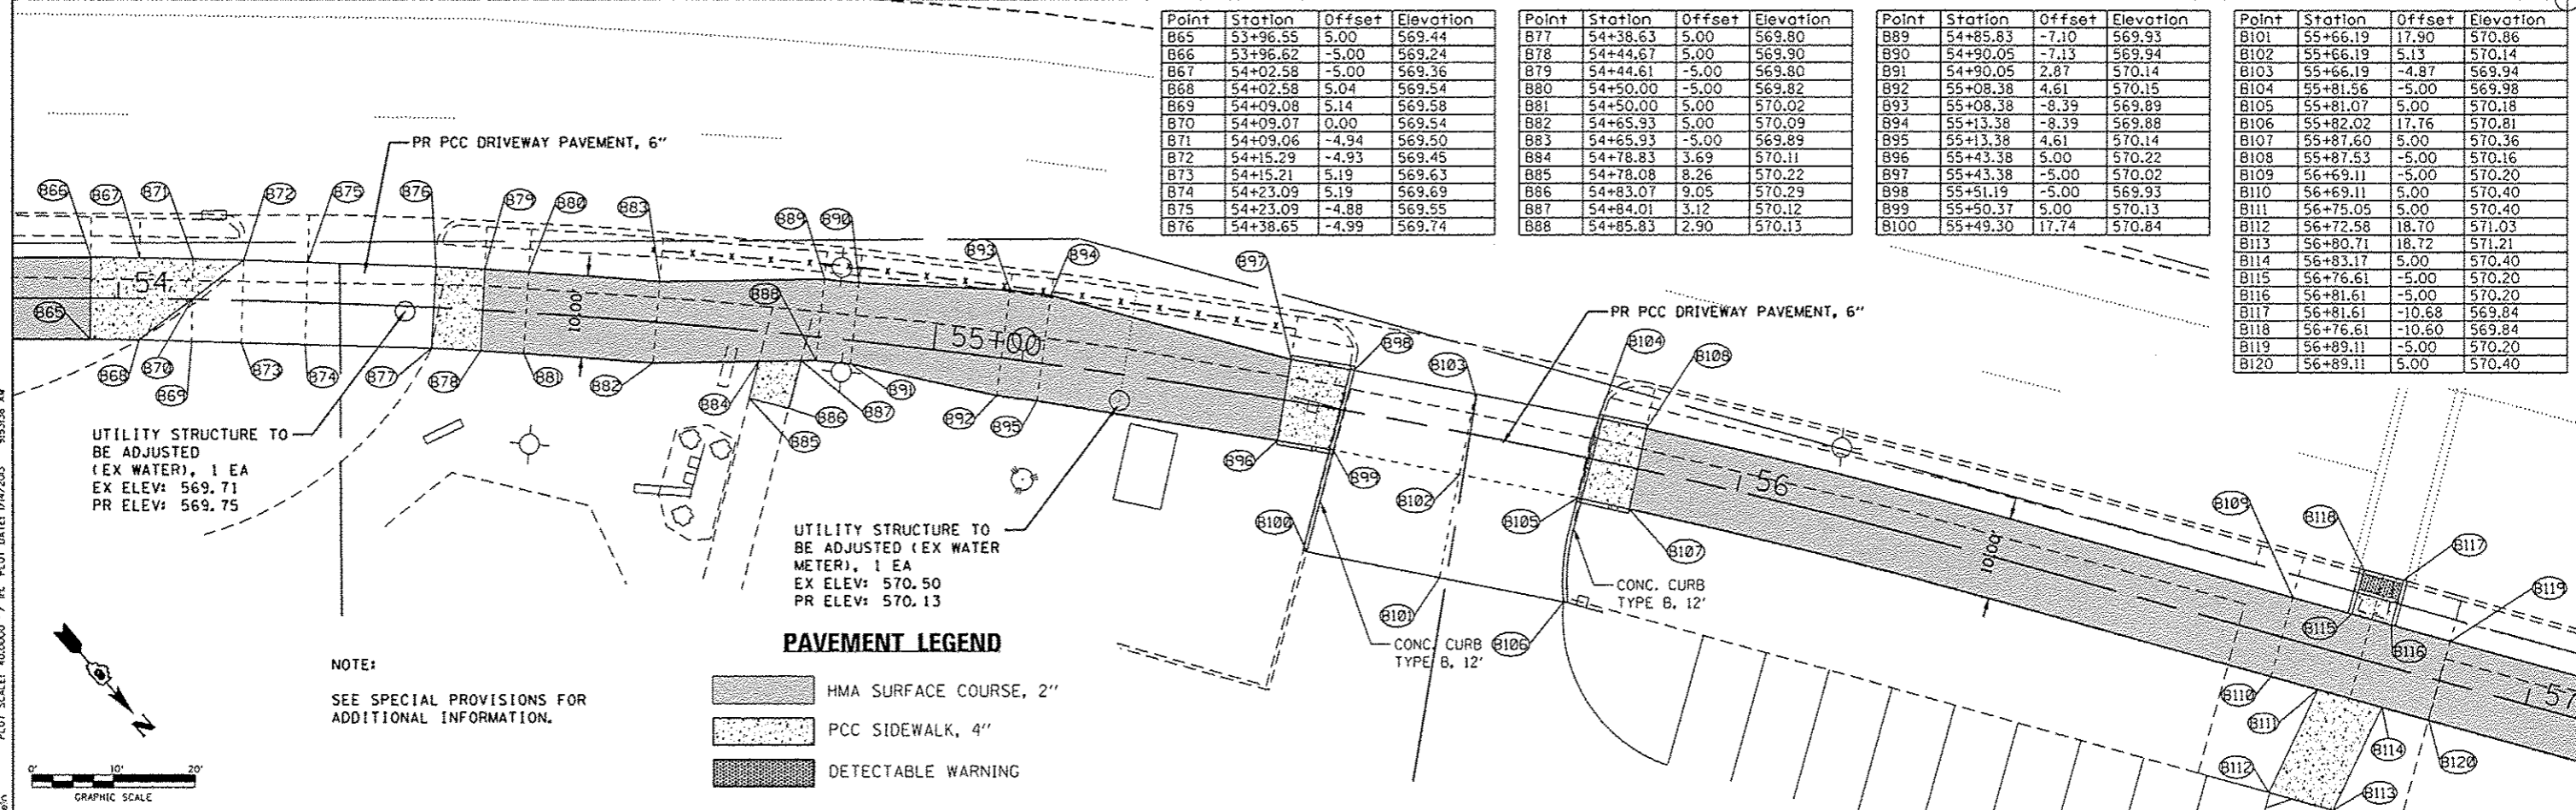 Point Station Offset Elevation
B65 53+96.55 5.00 569.44
B66 53+96.62 -5.00 569.24
B67 54+02.58 -5.00 569.36
B68 54+02.58 5.04 569.54
B69 54+09.08 5.14 569.58
B70 54+09.07 0.00 569.54
B71 54+09.06 -4.94 569.50
B72 54+15.29 -4.93 569.45
B73 54+15.21 5.19 569.63
B74 54+23.09 5.19 569.69
B75 54+23.09 -4.88 569.55
B76 54+38.65 -4.99 569.74
Point Station Offset Elevation
B77 54+38.63 5.00 569.80
B78 54+44.67 5.00 569.90
B79 54+44.61 -5.00 569.80
B80 54+50.00 -5.00 569.82
B81 54+50.00 5.00 570.02
B82 54+65.93 5.00 570.09
B83 54+65.93 -5.00 569.89
B84 54+78.83 3.69 570.11
B85 54+78.08 8.26 570.22
B86 54+83.07 9.05 570.29
B87 54+84.01 3.12 570.12
B88 54+85.83 2.90 570.13
Point Station Offset Elevation
B89 54+85.83 -7.10 569.93
B90 54+90.05 -7.13 569.94
B91 54+90.05 2.87 570.14
B92 55+08.38 4.61 570.15
B93 55+08.38 -8.39 569.89
B94 55+13.38 -8.39 569.88
B95 55+13.38 4.61 570.14
B96 55+43.38 5.00 570.22
B97 55+43.38 -5.00 570.02
B98 55+51.19 -5.00 569.93
B99 55+50.37 5.00 570.13
B100 55+49.30 17.74 570.84
Point Station Offset Elevation
B101 55+66.19 17.90 570.86
B102 55+66.19 5.13 570.14
B103 55+66.19 -4.87 569.94
B104 55+81.56 -5.00 569.98
B105 55+81.07 5.00 570.18
B106 55+82.02 17.76 570.81
B107 55+87.60 5.00 570.36
B108 55+87.53 -5.00 570.16
B109 56+69.11 -5.00 570.20
B110 56+69.11 5.00 570.40
B111 56+75.05 5.00 570.40
B112 56+72.58 18.70 571.03
B113 56+80.71 18.72 571.21
B114 56+83.17 5.00 570.40
B115 56+76.61 -5.00 570.20
B116 56+81.61 -5.00 570.20
B117 56+81.61 -10.68 569.84
B118 56+76.61 -10.60 569.84
B119 56+89.11 -5.00 570.20
B120 56+89.11 5.00 570.40
PR PCC DRIVEWAY PAVEMENT, 6"
B66 B67 B71 B72 B75 B76 B79 B80 B83 B89 B90 B93 B94 B97
54
10.00
B88
55+00
PR PCC DRIVEWAY PAVEMENT, 6"
B65 B68 B70 B69 B73 B74 B77 B78 B81 B82 B84 B85 B86 B87 B91 B92 B95 B96 B99
B98 B103 B104 B108
UTILITY STRUCTURE TO
BE ADJUSTED
(EX WATER), 1 EA
EX ELEV: 569.71
PR ELEV: 569.75
UTILITY STRUCTURE TO
BE ADJUSTED (EX WATER
METER), 1 EA
EX ELEV: 570.50
PR ELEV: 570.13
B100 B102 B105 B107
56
10.00
B109 B118 B117 B119
B101 B106
CONC. CURB
TYPE B, 12'
CONC. CURB
TYPE B, 12'
B115 B116
B110 B111 B114 B120
B112 B113
57
N
NOTE:
SEE SPECIAL PROVISIONS FOR
ADDITIONAL INFORMATION.
PAVEMENT LEGEND
HMA SURFACE COURSE, 2"
PCC SIDEWALK, 4"
DETECTABLE WARNING
0' 10' 20'
GRAPHIC SCALE